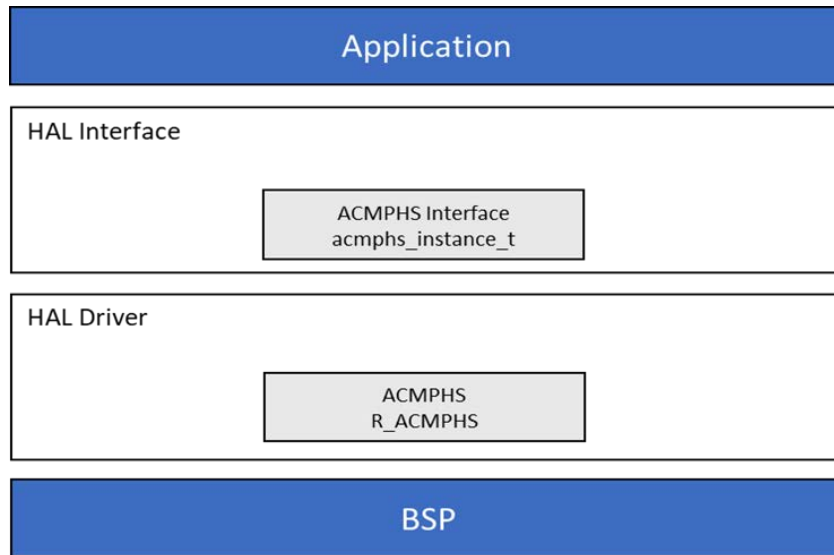 Application
HAL Interface
ACMPHS Interface
acmphs_instance_t
HAL Driver
ACMPHS
R_ACMPHS
BSP